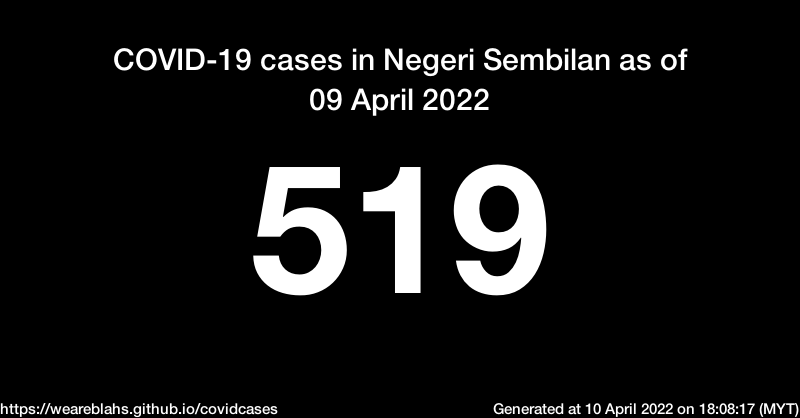 COVID-19 cases in Negeri Sembilan as of
09 April 2022
519
https://weareblahs.github.io/covidcases
Generated at 10 April 2022 on 18:08:17 (MYT)